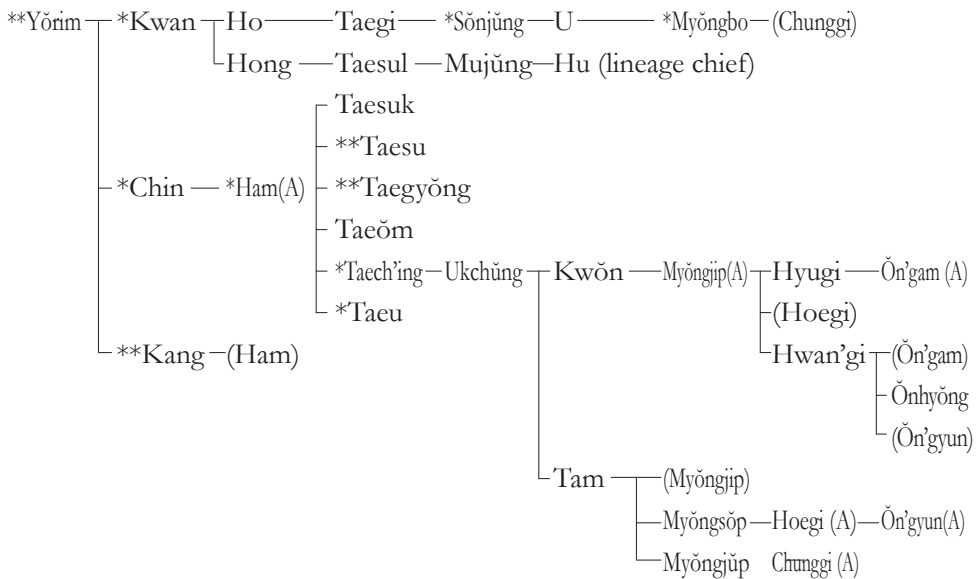 **Yŏrim *Kwan Ho Taegi *Sŏnjŭng U *Myŏngbo (Chunggi)
Hong Taesul Mujŭng Hu (lineage chief)
Taesuk
**Taesu
*Chin *Ham(A) **Taegyŏng
Taeŏm
*Taech’ing Ukchŭng Kwŏn Myŏngjip(A) Hyugi Ŏn’gam (A)
*Taeu (Hoegi)
**Kang (Ham) Hwan’gi (Ŏn’gam)
Ŏnhyŏng
(Ŏn’gyun)
Tam (Myŏngjip)
Myŏngsŏp Hoegi (A) Ŏn’gyun(A)
Myŏngjŭp Chunggi (A)